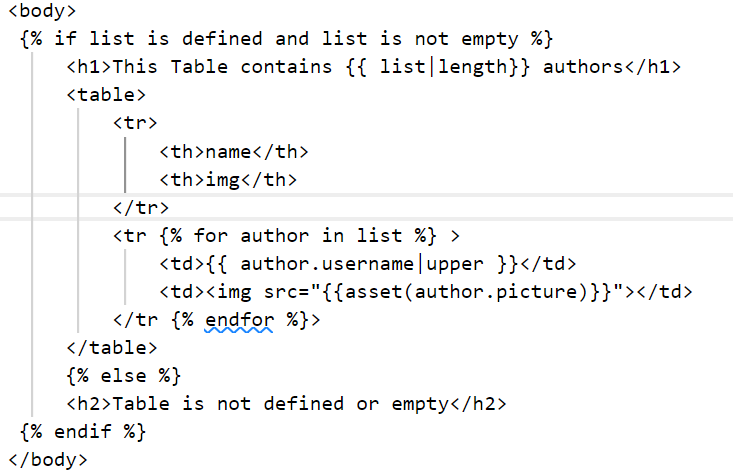 <body>
{% if list is defined and list is not empty %}
<h1>This Table contains {{ list|length}} authors</h1>
<table>
<tr>
<th>name</th>
<th>img</th>
</tr>
<tr {% for author in list %} >
<td>{{ author.username|upper }}</td>
<td><img src="{{asset(author.picture)}}"></td>
</tr {% endfor %}>
</table>
{% else %}
<h2>Table is not defined or empty</h2>
{% endif %}
</body>